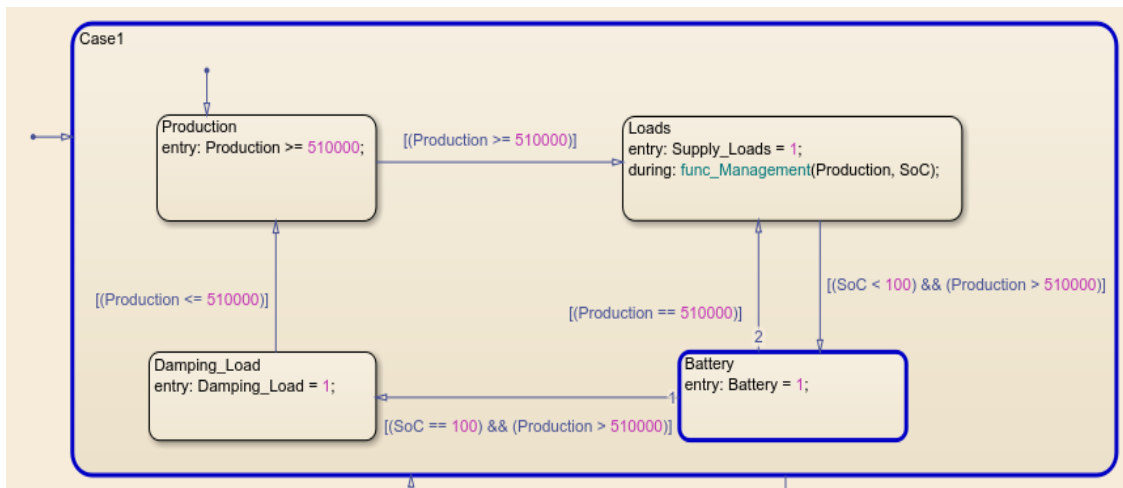 Case1
Production
entry: Production >= 510000;
[(Production >= 510000)]
Loads
entry: Supply_Loads = 1;
during: func_Management(Production, SoC);
[(Production <= 510000)]
[(Production == 510000)]
[(SoC < 100) && (Production > 510000)]
2
Damping_Load
entry: Damping_Load = 1;
Battery
entry: Battery = 1;
1
[(SoC == 100) && (Production > 510000)]